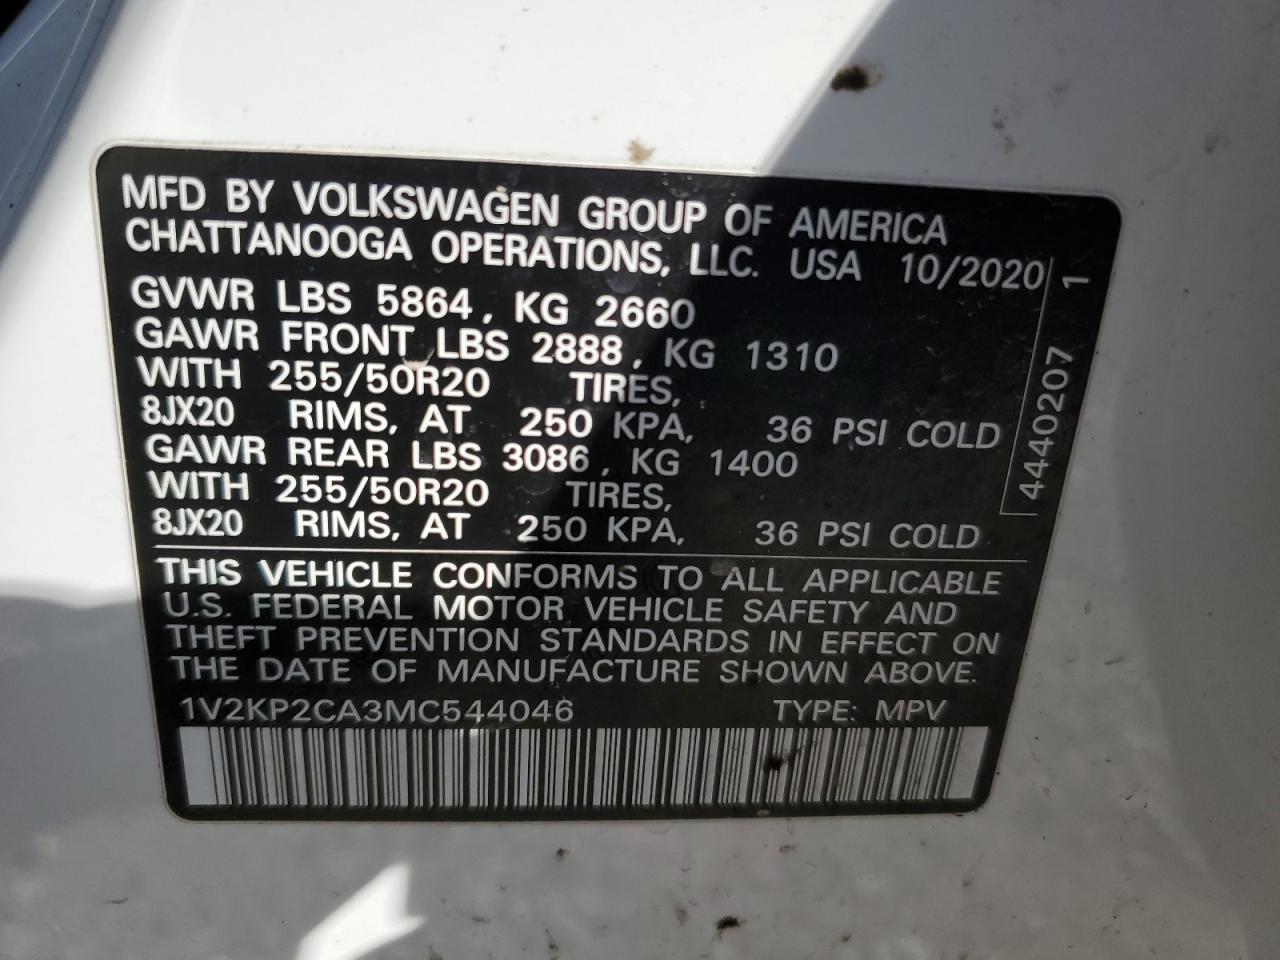 MFD BY VOLKSWAGEN GROUP OF AMERICA
CHATTANOOGA OPERATIONS, LLC. USA 10/2020
GVWR LBS 5864, KG 2660
GAWR FRONT LBS 2888, KG 1310
WITH 255/50R20 TIRES,
8JX20 RIMS, AT 250 KPA, 36 PSI COLD
GAWR REAR LBS 3086, KG 1400
WITH 255/50R20 TIRES,
8JX20 RIMS, AT 250 KPA, 36 PSI COLD
4440207 1
THIS VEHICLE CONFORMS TO ALL APPLICABLE
U.S. FEDERAL MOTOR VEHICLE SAFETY AND
THEFT PREVENTION STANDARDS IN EFFECT ON
THE DATE OF MANUFACTURE SHOWN ABOVE.
1V2KP2CA3MC544046 TYPE: MPV